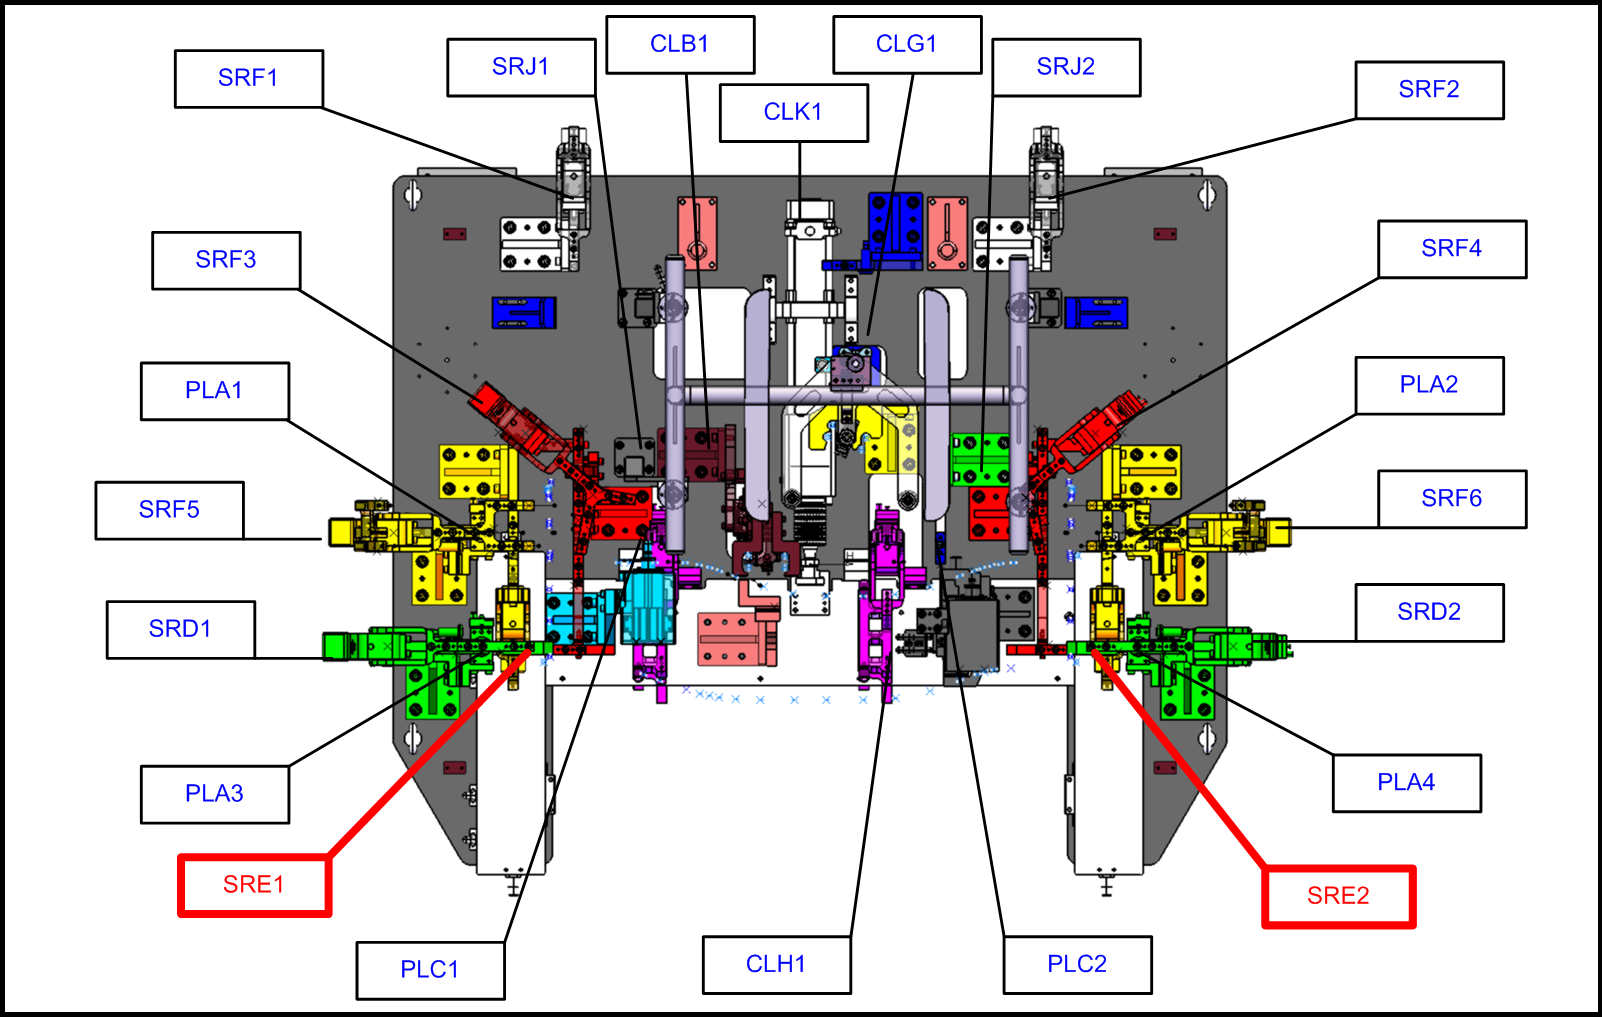 CLB1
CLG1
SRJ1
SRJ2
SRF1
SRF2
CLK1
SRF3
SRF4
PLA1
PLA2
SRF5
SRF6
SRD1
SRD2
PLA3
PLA4
SRE1
SRE2
PLC1
CLH1
PLC2